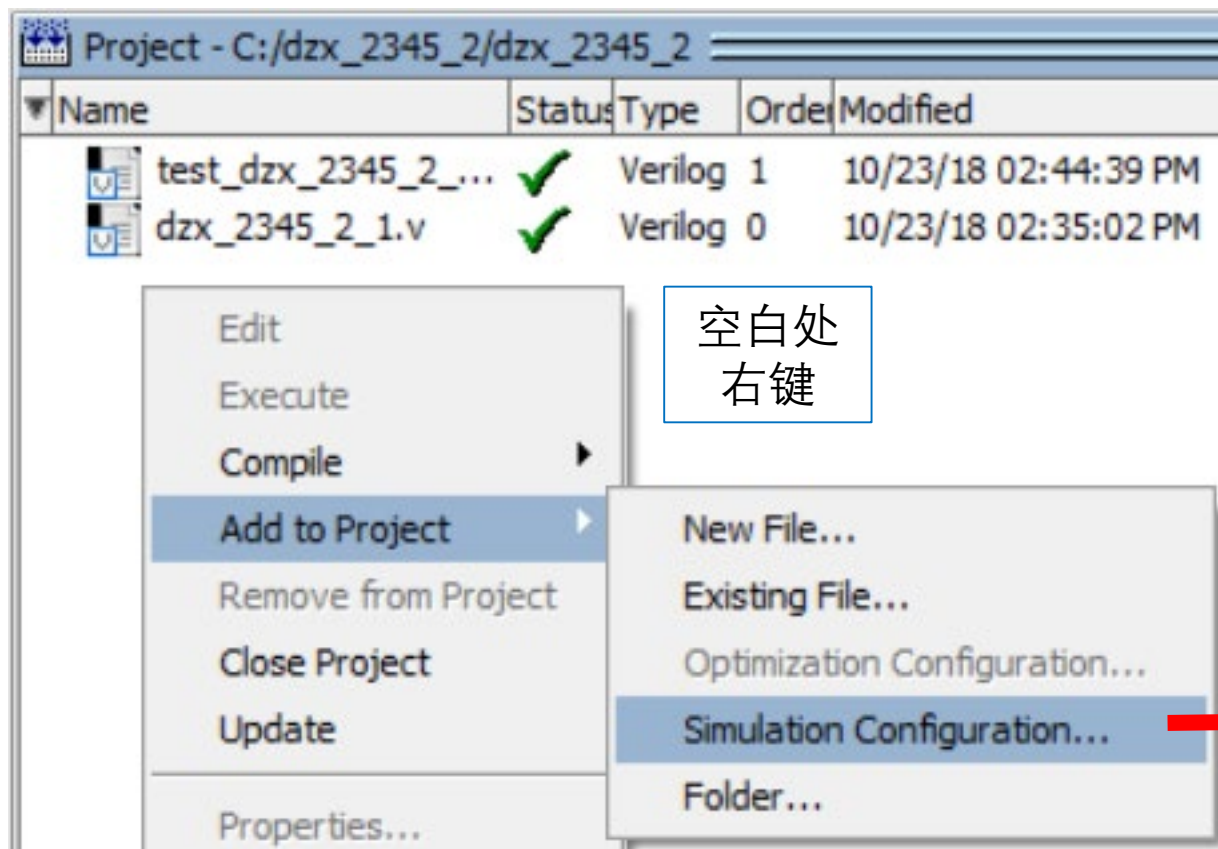 Project - C:/dzx_2345_2/dzx_2345_2
Name Status Type Order Modified
test_dzx_2345_2_... Verilog 1 10/23/18 02:44:39 PM
dzx_2345_2_1.v Verilog 0 10/23/18 02:35:02 PM
空白处
右键
Edit
Execute
Compile
Add to Project
Remove from Project
Close Project
Update
Properties...
New File...
Existing File...
Optimization Configuration...
Simulation Configuration...
Folder...